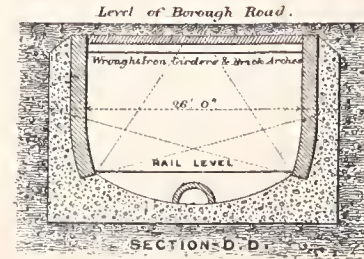 Level of Borough Road.
Wrought Iron Girders & Brick Arches
26' 0"
RAIL LEVEL
SECTION-D.D.